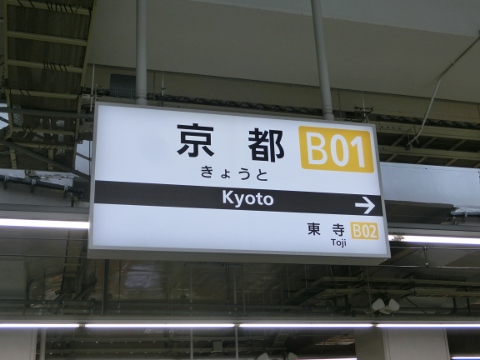 京都 B01
きょうと
Kyoto →
東寺 B02
Toji